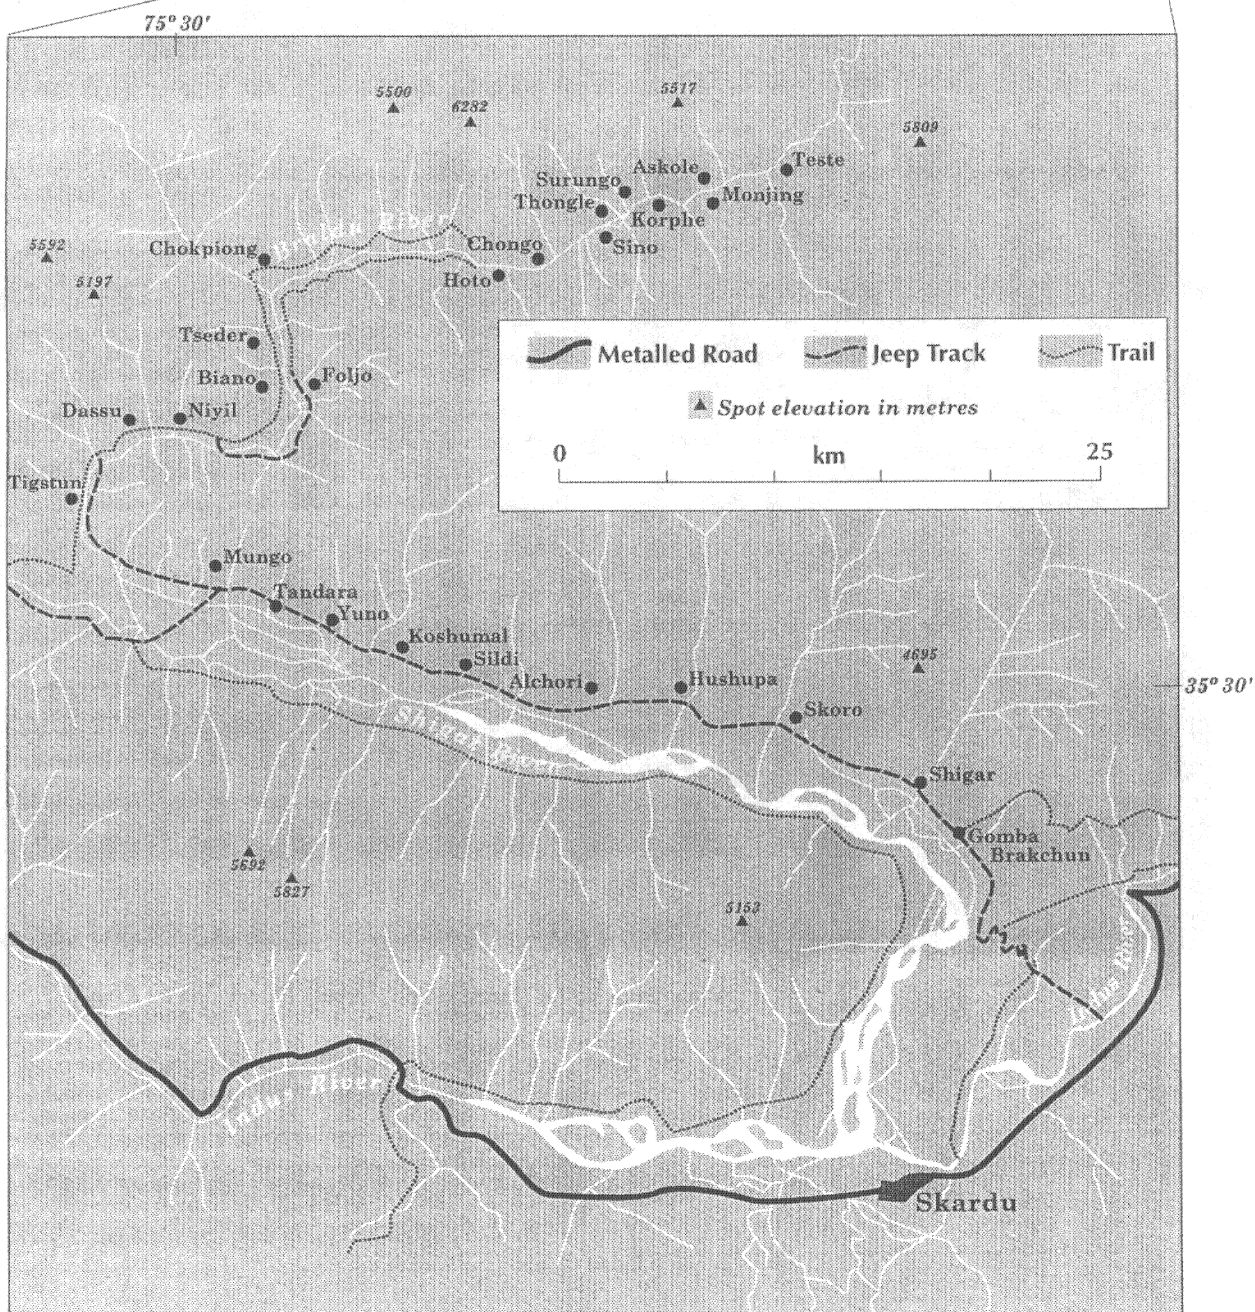 75° 30'
5500
6282
5517
5809
Teste
Askole
Surungo
Monjing
Thongle
Korphe
Braldu River
Sino
Chongo
Chokpiong
5592
Hoto
5197
Tseder
Metalled Road
Jeep Track
Trail
Biano
Foljo
Dassu
Niyil
Spot elevation in metres
0
km
25
Tigstun
Mungo
Tandara
Yuno
Koshumal
Sildi
4695
Alchori
Hushupa
35° 30'
Skoro
Shigar River
Shigar
Gomba
Brakchun
5692
5827
5153
Indus River
Indus River
Skardu